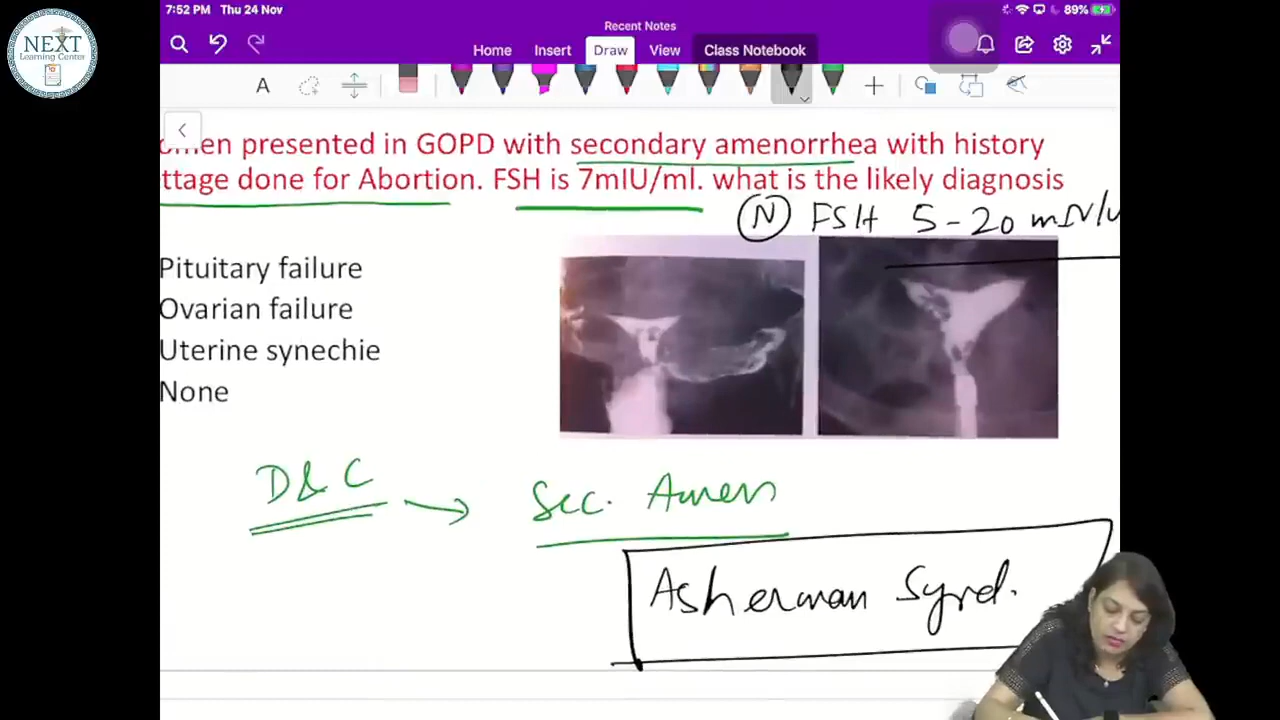 7:52 PM Thu 24 Nov
89%
NEXT
Learning Center
Recent Notes
Home Insert Draw View Class Notebook
A
omen presented in GOPD with secondary amenorrhea with history
ttage done for Abortion. FSH is 7mIU/ml. what is the likely diagnosis
N FSH 5-20
Pituitary failure
Ovarian failure
Uterine synechie
None
D&C → Sec. Amen
Asherman Synd.